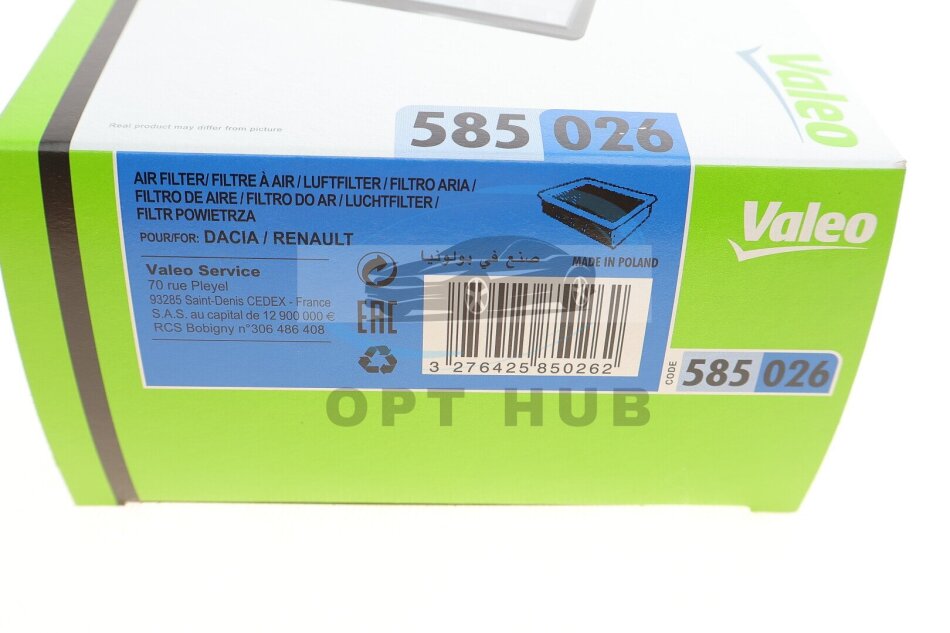 Valeo
Real product may differ from picture
585 026
AIR FILTER/ FILTRE À AIR/ LUFTFILTER / FILTRO ARIA /
FILTRO DE AIRE / FILTRO DO AR / LUCHTFILTER /
FILTR POWIETRZA
POUR/FOR: DACIA / RENAULT
Valeo Service
70 rue Pleyel
93285 Saint-Denis CEDEX - France
S.A.S. au capital de 12 900 000 €
RCS Bobigny n°306 486 408
EAC
صنع في بولونيا
MADE IN POLAND
3 276425 850262
Valeo
CODE
585 026
OPT HUB